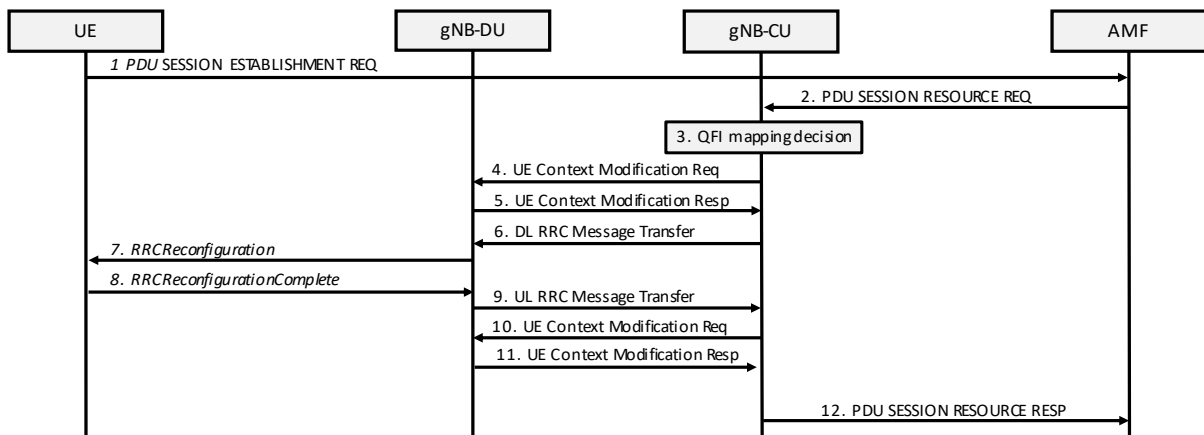 UE
gNB-DU
gNB-CU
AMF
1 PDU SESSION ESTABLISHMENT REQ
2. PDU SESSION RESOURCE REQ
3. QFI mapping decision
4. UE Context Modification Req
5. UE Context Modification Resp
6. DL RRC Message Transfer
7. RRCReconfiguration
8. RRCReconfigurationComplete
9. UL RRC Message Transfer
10. UE Context Modification Req
11. UE Context Modification Resp
12. PDU SESSION RESOURCE RESP